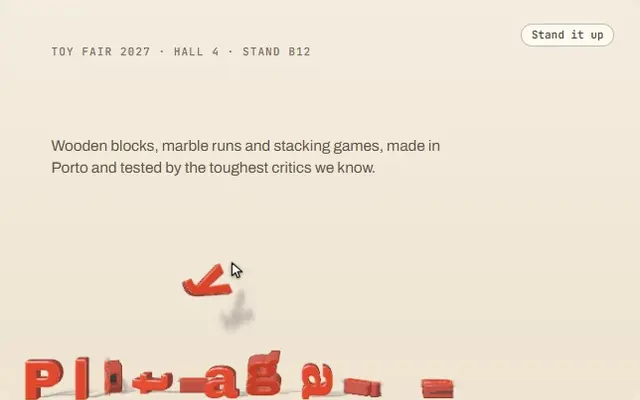 TOY FAIR 2027 · HALL 4 · STAND B12
Stand it up
Wooden blocks, marble runs and stacking games, made in
Porto and tested by the toughest critics we know.